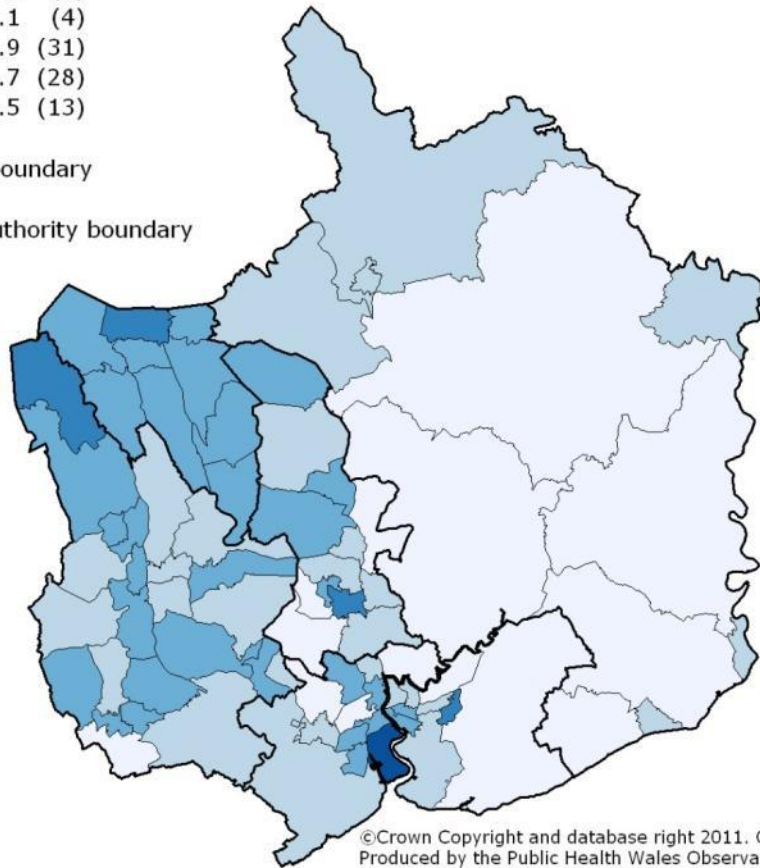 .1 (4)
.9 (31)
.7 (28)
.5 (13)
oundary
uthority boundary
©Crown Copyright and database right 2011. 
Produced by the Public Health Wales Observa